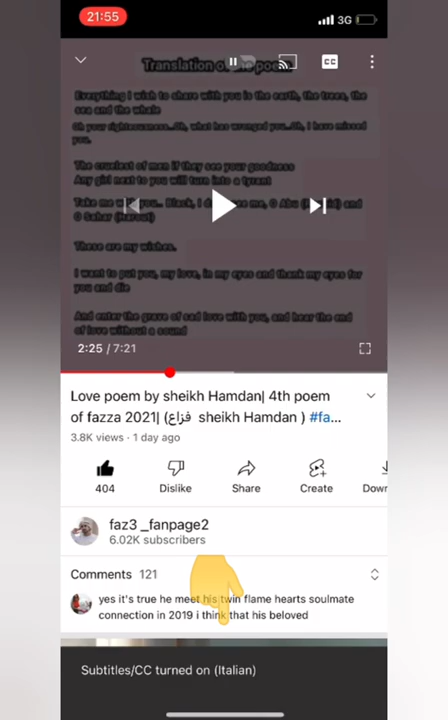 21:55
3G
Translation of the poem
CC
Everything I wish to share with you is the earth, the trees, the
sea and the whale
Oh your righteousness...Oh, what has wronged you..Oh, I have missed
you.
The cruelest of men if they see your goodness
Any girl next to you will turn into a tyrant
Take me Black, I me, O Abu and
O Sahar
These are my wishes.
I want to put you, my love, in my eyes and thank my eyes for
you and die
And enter the grave of sad love with you, and hear the end
of love without a sound
2:25 / 7:21
Love poem by sheikh Hamdan| 4th poem
of fazza 2021| (فزاع sheikh Hamdan ) #fa...
3.8K views · 1 day ago
404
Dislike
Share
Create
Down
faz3 _fanpage2
6.02K subscribers
Comments 121
yes it's true he meet his twin flame hearts soulmate
connection in 2019 i think that his beloved
Subtitles/CC turned on (Italian)